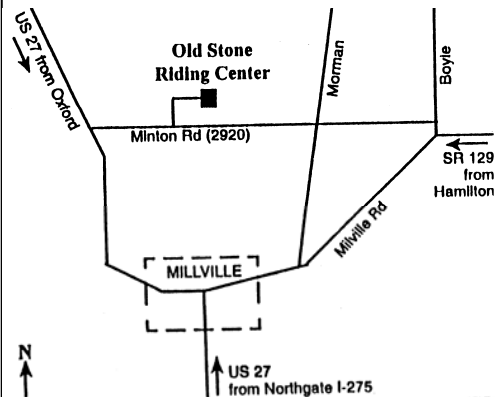 US 27 from Oxford
Old Stone
Riding Center
Morman
Boyle
Minton Rd (2920)
SR 129
from
Hamilton
Milville Rd
MILLVILLE
N
US 27
from Northgate I-275